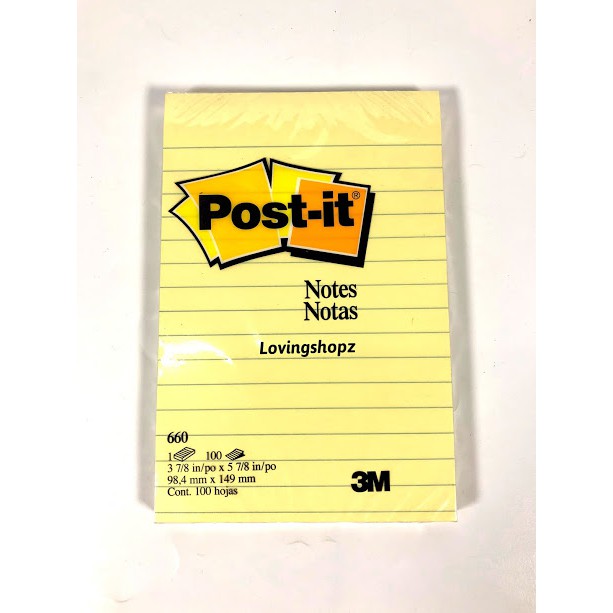 Post-it®
Notes
Notas
Lovingshopz
660
1 100
3 7/8 in/po x 5 7/8 in/po
98,4 mm x 149 mm
Cont. 100 hojas
3M